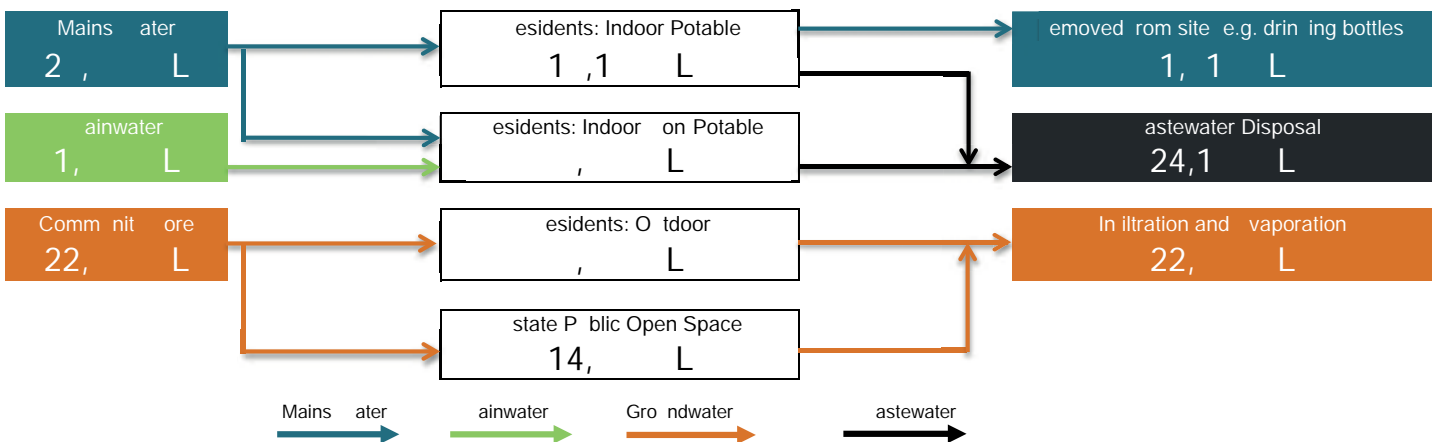 Mains ater
2 , L
esidents: Indoor Potable
1 ,1 L
emoved rom site e.g. drin ing bottles
1, 1 L
ainwater
1, L
esidents: Indoor on Potable
, L
astewater Disposal
24,1 L
Comm nit ore
22, L
esidents: O tdoor
, L
In iltration and vaporation
22, L
state P blic Open Space
14, L
Mains ater
ainwater
Gro ndwater
astewater